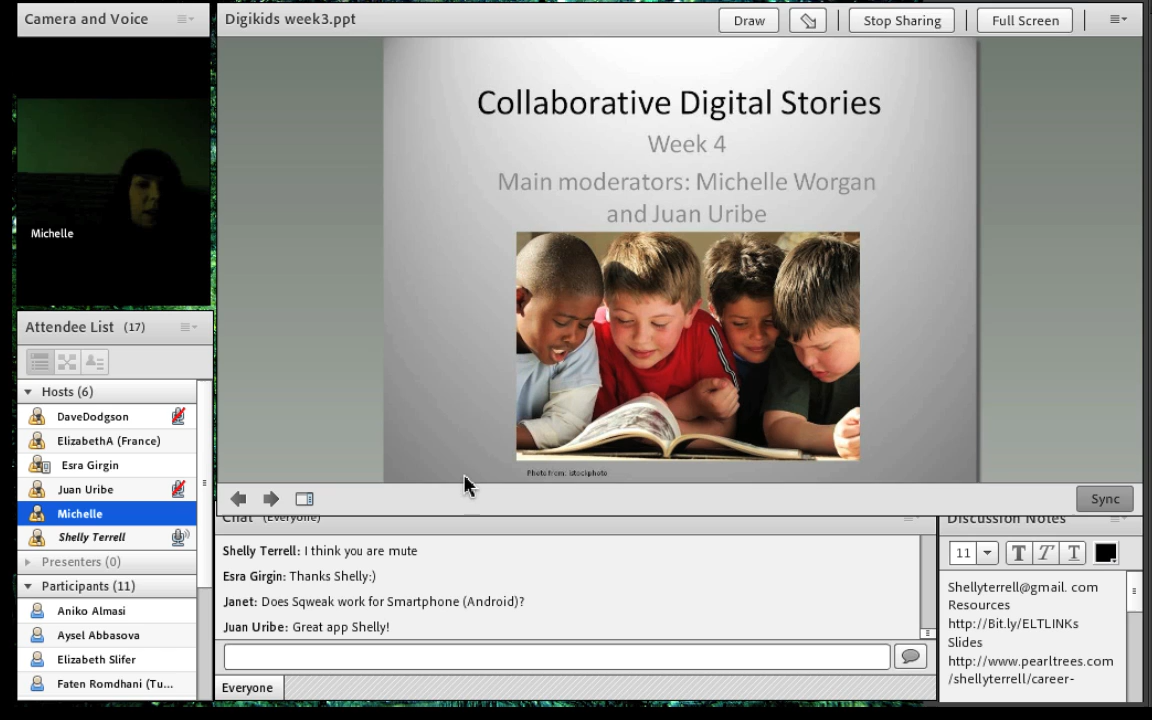 Camera and Voice
Michelle
Attendee List (17)
Hosts (6)
DaveDodgson
ElizabethA (France)
Esra Girgin
Juan Uribe
Michelle
Shelly Terrell
Presenters (0)
Participants (11)
Aniko Almasi
Aysel Abbasova
Elizabeth Slifer
Faten Romdhani (Tu...
Digikids week3.ppt
Draw
Stop Sharing
Full Screen
Collaborative Digital Stories
Week 4
Main moderators: Michelle Worgan
and Juan Uribe
Photo from: istockphoto
Sync
Chat (Everyone)
Shelly Terrell: I think you are mute
Esra Girgin: Thanks Shelly:)
Janet: Does Sqweak work for Smartphone (Android)?
Juan Uribe: Great app Shelly!
Everyone
Discussion Notes
11 T T T
Shellyterrell@gmail. com
Resources
http://Bit.ly/ELTLINKs
Slides
http://www.pearltrees.com
/shellyterrell/career-